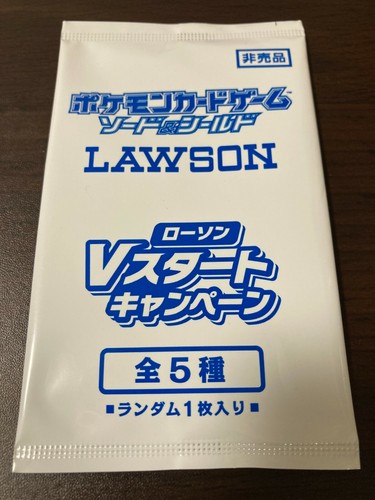 非売品
ポケモンカードゲーム
ソード&シールド
LAWSON
ローソン
Vスタート
キャンペーン
全5種
■ランダム1枚入り■